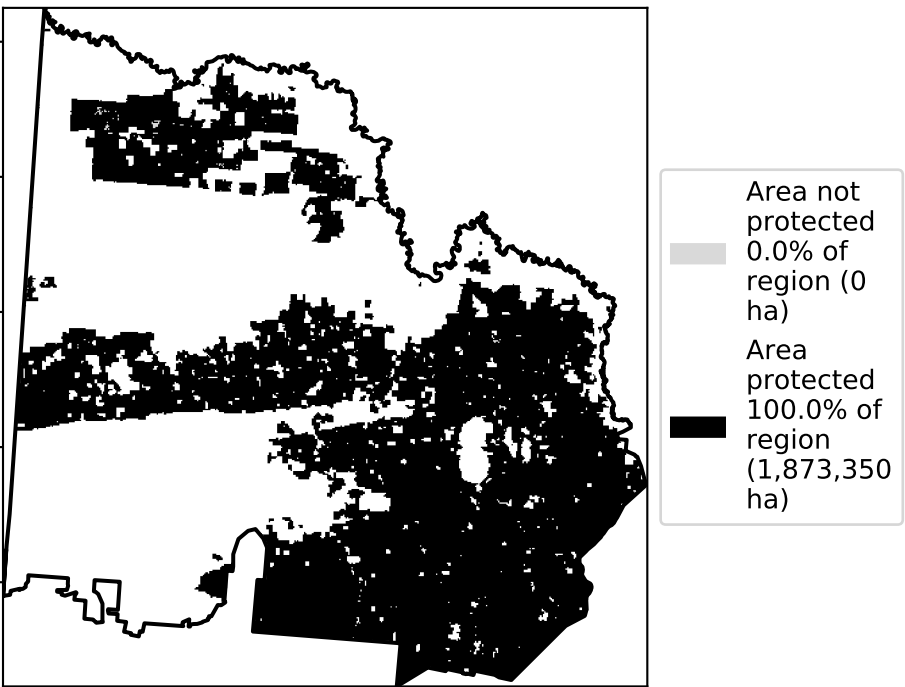 Area not
protected
0.0% of
region (0
ha)
Area
protected
100.0% of
region
(1,873,350
ha)